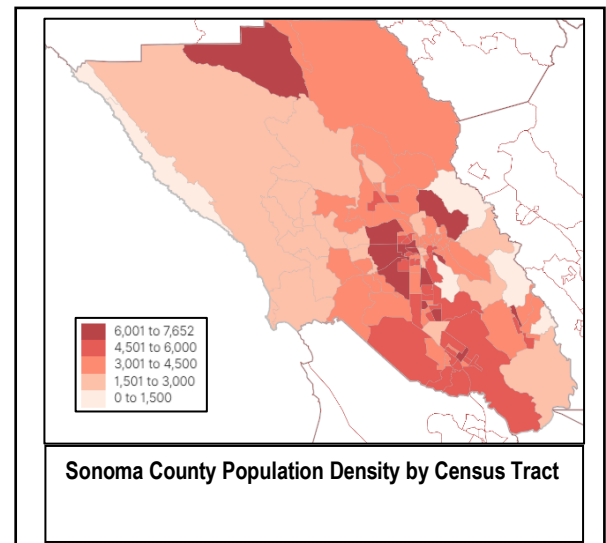 6,001 to 7,652
4,501 to 6,000
3,001 to 4,500
1,501 to 3,000
0 to 1,500
Sonoma County Population Density by Census Tract